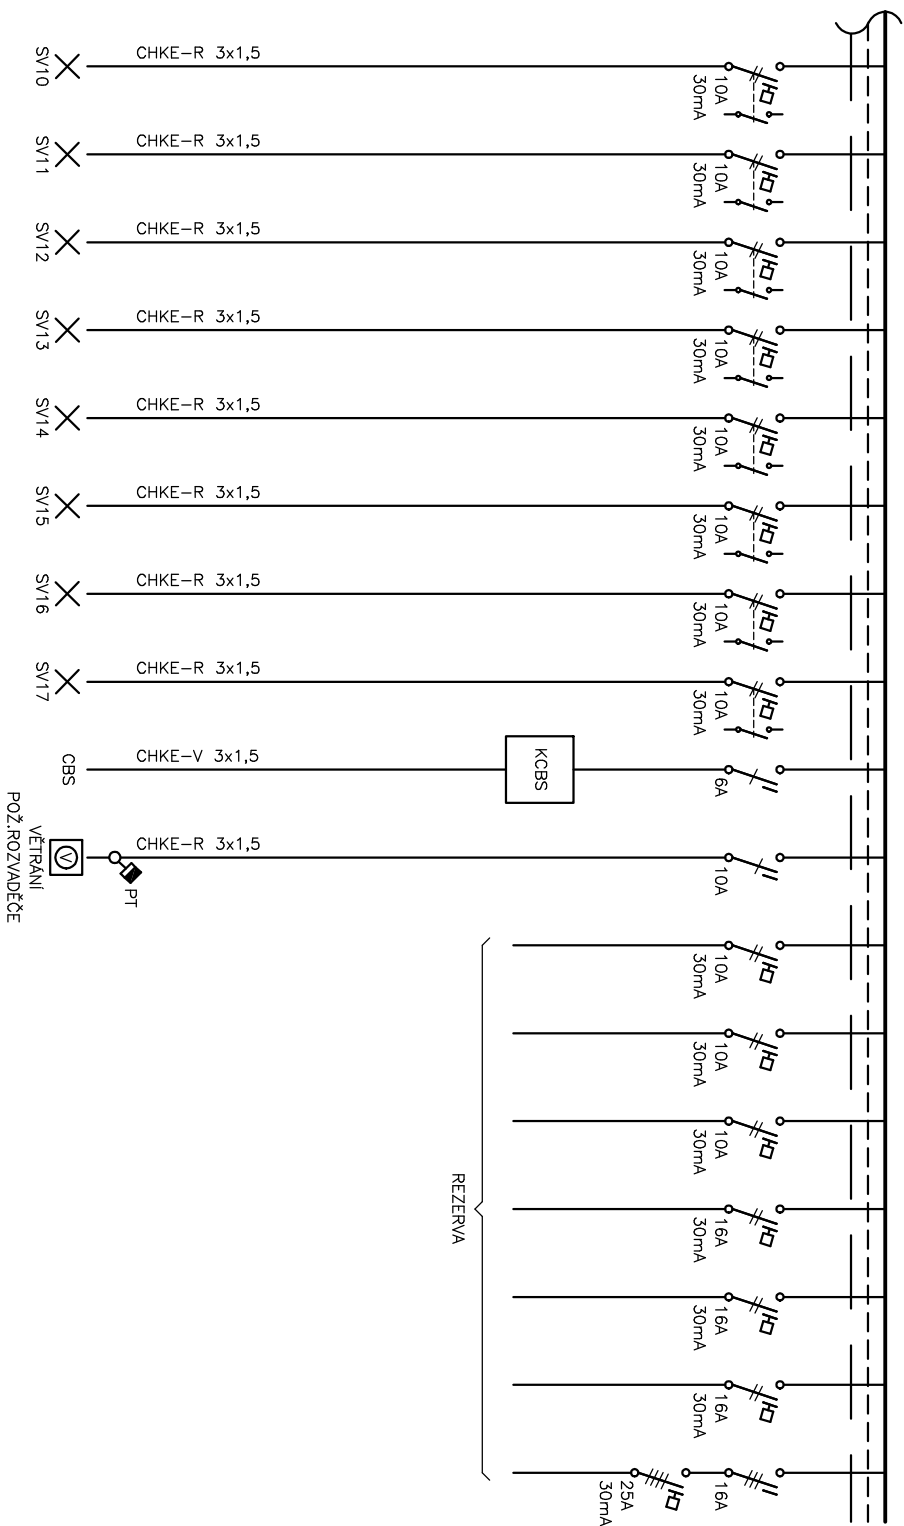 CHKE-R 3x1,5
SV10
10A
30mA
CHKE-R 3x1,5
SV11
10A
30mA
CHKE-R 3x1,5
SV12
10A
30mA
CHKE-R 3x1,5
SV13
10A
30mA
CHKE-R 3x1,5
SV14
10A
30mA
CHKE-R 3x1,5
SV15
10A
30mA
CHKE-R 3x1,5
SV16
10A
30mA
CHKE-R 3x1,5
SV17
10A
30mA
CHKE-V 3x1,5
CBS
KCBS
6A
CHKE-R 3x1,5
VĚTRÁNÍ
POŽ.ROZVADĚČE
V
PT
10A
10A
30mA
10A
30mA
10A
30mA
REZERVA
16A
30mA
16A
30mA
16A
30mA
16A
25A
30mA